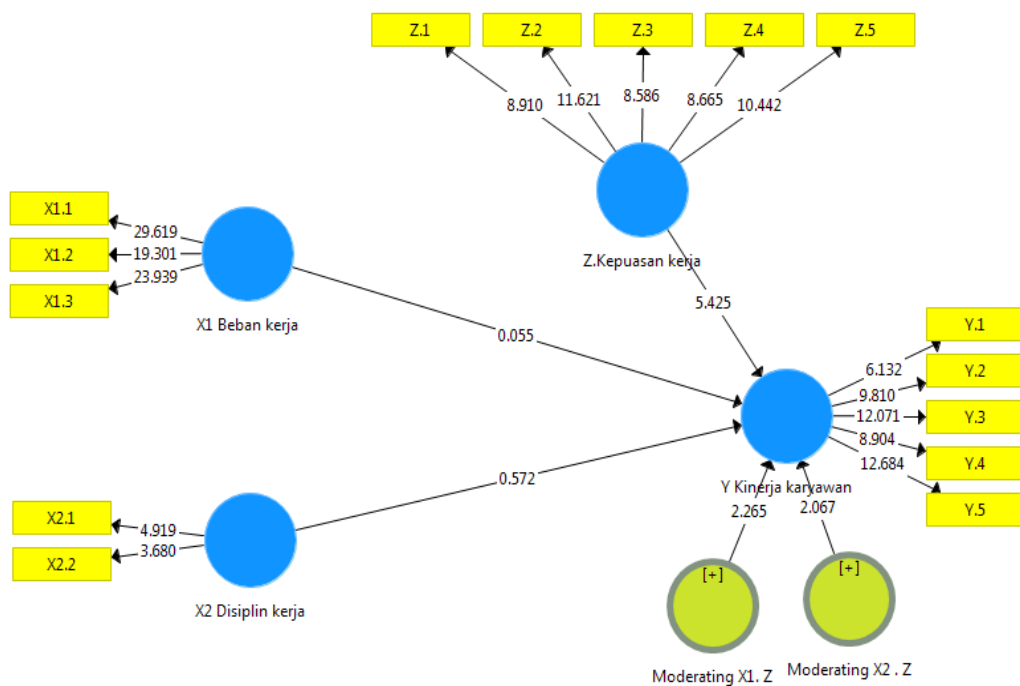 Z.1
Z.2
Z.3
Z.4
Z.5
8.910
11.621
8.586
8.665
10.442
X1.1
X1.2
X1.3
29.619
19.301
23.939
X1 Beban kerja
Z.Kepuasan kerja
5.425
0.055
Y.1
Y.2
Y.3
Y.4
Y.5
6.132
9.810
12.071
8.904
12.684
Y Kinerja karyawan
0.572
X2.1
X2.2
4.919
3.680
X2 Disiplin kerja
2.265
2.067
[+]
[+]
Moderating X1. Z
Moderating X2 . Z